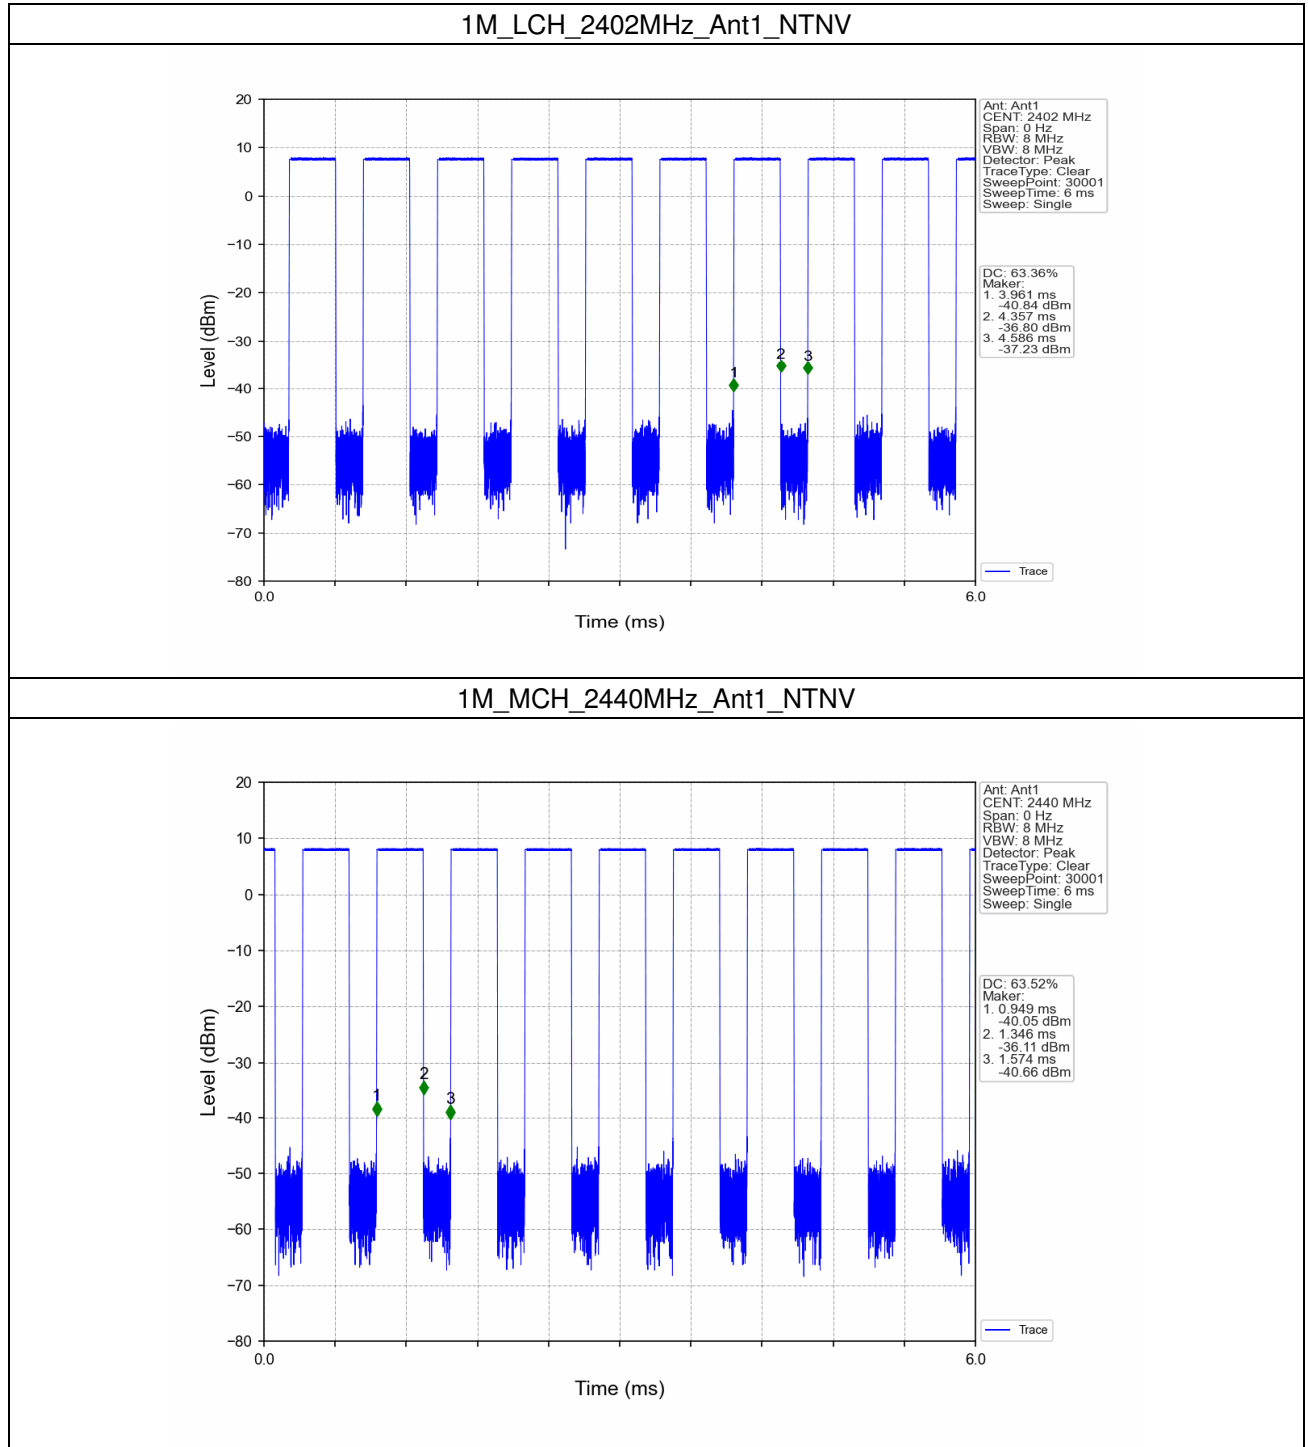 1M_LCH_2402MHz_Ant1_NTNV
20
10
0
−10
−20
−30
−40
−50
−60
−70
−80
Level (dBm)
1
2
3
0.0
6.0
Time (ms)
Ant: Ant1
CENT: 2402 MHz
Span: 0 Hz
RBW: 8 MHz
VBW: 8 MHz
Detector: Peak
TraceType: Clear
SweepPoint: 30001
SweepTime: 6 ms
Sweep: Single
DC: 63.36%
Maker:
1. 3.961 ms
-40.84 dBm
2. 4.357 ms
-36.80 dBm
3. 4.586 ms
-37.23 dBm
Trace
1M_MCH_2440MHz_Ant1_NTNV
20
10
0
−10
−20
−30
−40
−50
−60
−70
−80
Level (dBm)
1
2
3
0.0
6.0
Time (ms)
Ant: Ant1
CENT: 2440 MHz
Span: 0 Hz
RBW: 8 MHz
VBW: 8 MHz
Detector: Peak
TraceType: Clear
SweepPoint: 30001
SweepTime: 6 ms
Sweep: Single
DC: 63.52%
Maker:
1. 0.949 ms
-40.05 dBm
2. 1.346 ms
-36.11 dBm
3. 1.574 ms
-40.66 dBm
Trace